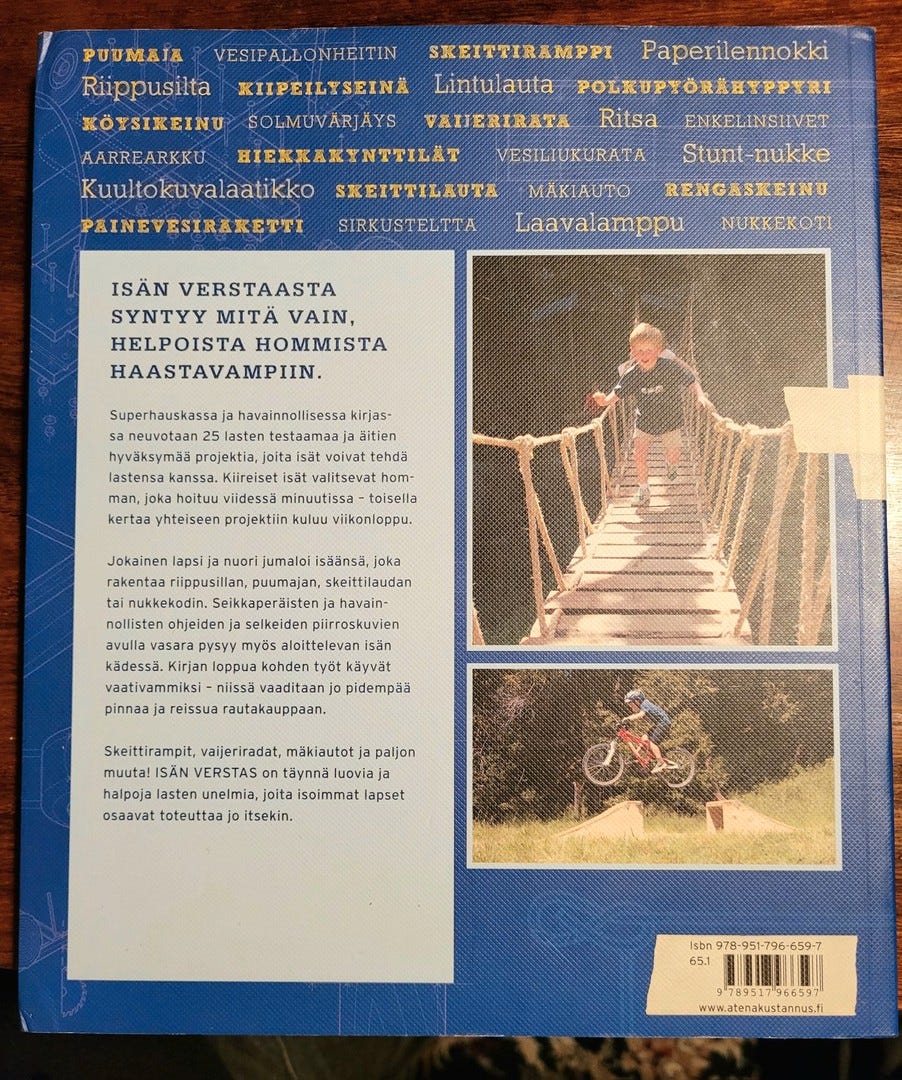 PUUMAJA VESIPALLONHEITIN SKEITTIRAMPPI Paperilennokki
Riippusilta KIIPEILYSEINÄ Lintulauta POLKUPYÖRÄHYPPYRI
KÖYSIKEINU SOLMUVÄRJÄYS VAIJERIRATA Ritsa ENKELINSIIVET
AARREARKKU HIEKKAKYNTTILÄT VESILIUKURATA Stunt-nukke
Kuultokuvalaatikko SKEITTILAUTA MÄKIAUTO RENGASKEINU
PAINEVESIRAKETTI SIRKUSTELTTA Laavalamppu NUKKEKOTI
ISÄN VERSTAASTA
SYNTYY MITÄ VAIN,
HELPOISTA HOMMISTA
HAASTAVAMPIIN.
Superhauskassa ja havainnollisessa kirjas-
sa neuvotaan 25 lasten testaamaa ja äitien
hyväksymää projektia, joita isät voivat tehdä
lastensa kanssa. Kiireiset isät valitsevat hom-
man, joka hoituu viidessä minuutissa – toisella
kertaa yhteiseen projektiin kuluu viikonloppu.
Jokainen lapsi ja nuori jumaloi isäänsä, joka
rakentaa riippusillan, puumajan, skeittilaudan
tai nukkekodin. Seikkaperäisten ja havain-
nollisten ohjeiden ja selkeiden piirroskuvien
avulla vasara pysyy myös aloittelevan isän
kädessä. Kirjan loppua kohden työt käyvät
vaativammiksi – niissä vaaditaan jo pidempää
pinnaa ja reissua rautakauppaan.
Skeittirampit, vaijeriradat, mäkiautot ja paljon
muuta! ISÄN VERSTAS on täynnä luovia ja
halpoja lasten unelmia, joita isoimmat lapset
osaavat toteuttaa jo itsekin.
Isbn 978-951-796-659-7
65.1
9 789517 966597
www.atenakustannus.fi